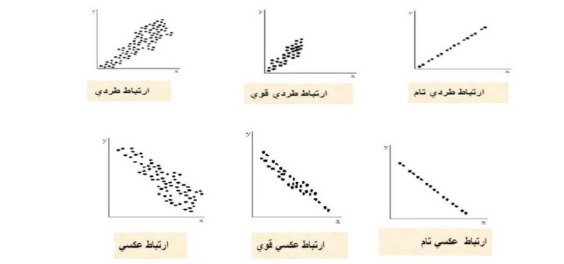 y
y
y
x
x
x
ارتباط طردي تام
ارتباط طردي قوي
ارتباط طردي
y
y
y
x
x
x
ارتباط عكسي تام
ارتباط عكسي قوي
ارتباط عكسي